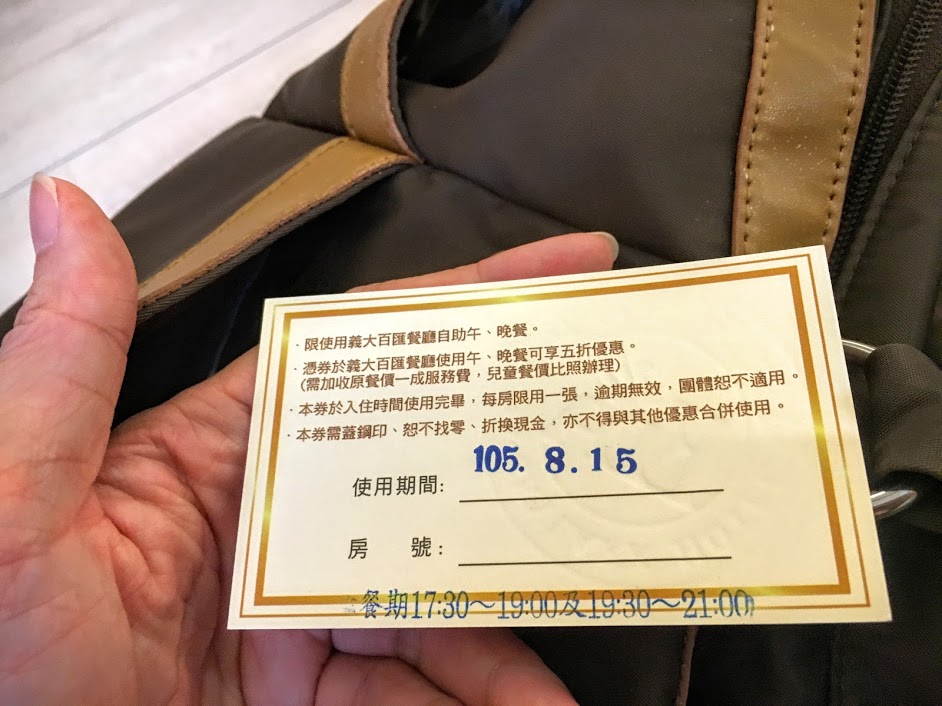 ·限使用義大百匯餐廳自助午、晚餐。
·憑券於義大百匯餐廳使用午、晚餐可享五折優惠。
(需加收原餐價一成服務費，兒童餐價比照辦理)
·本券於入住時間使用完畢，每房限用一張，逾期無效，團體恕不適用。
·本券需蓋鋼印、恕不找零、折換現金，亦不得與其他優惠合併使用。
使用期間: 105. 8.15
房 號:
餐期17:30～19:00及19:30～21:00